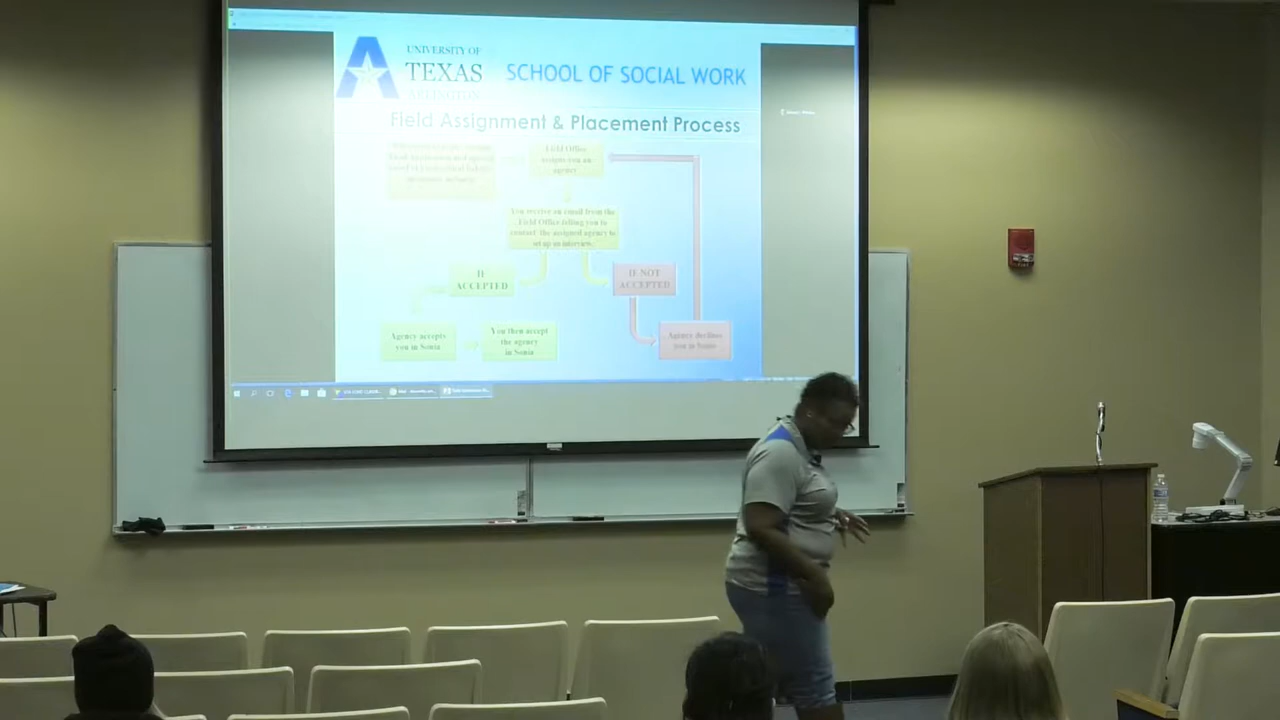 UNIVERSITY OF
TEXAS
ARLINGTON
SCHOOL OF SOCIAL WORK
Field Assignment & Placement Process
Field Office
assigns you an
agency
You receive an email from the
Field Office telling you to
contact the assigned agency to
set up an interview.
IF
ACCEPTED
IF NOT
ACCEPTED
Agency accepts
you in Sonia
You then accept
the agency
in Sonia
Agency declines
you in Sonia